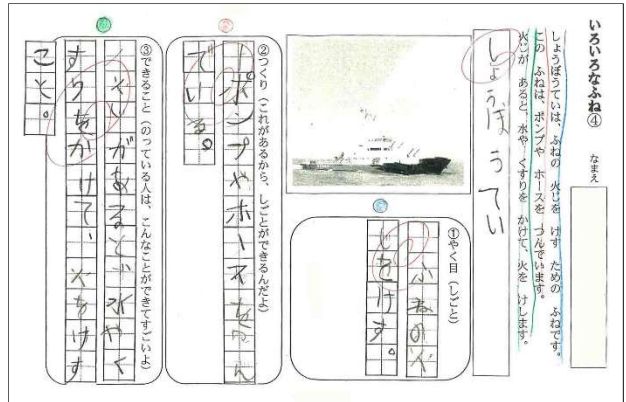 いろいろなふね④
なまえ
しょうぼうていは、ふねの 火じを けす ための ふねです。
この ふねは、ポンプや ホースを つんでいます。
火じが あると、水や くすりを かけて、火を けします。
しょうぼうてい
①やく目（しごと）
ふねの火
じをけす。
②つくり（これがあるから、しごとができるんだよ）
ポンプやホースをつん
でいる。
③できること（のっている人は、こんなことができてすごいよ）
火じがあると、水やく
すりをかけて、火をけす
こと。